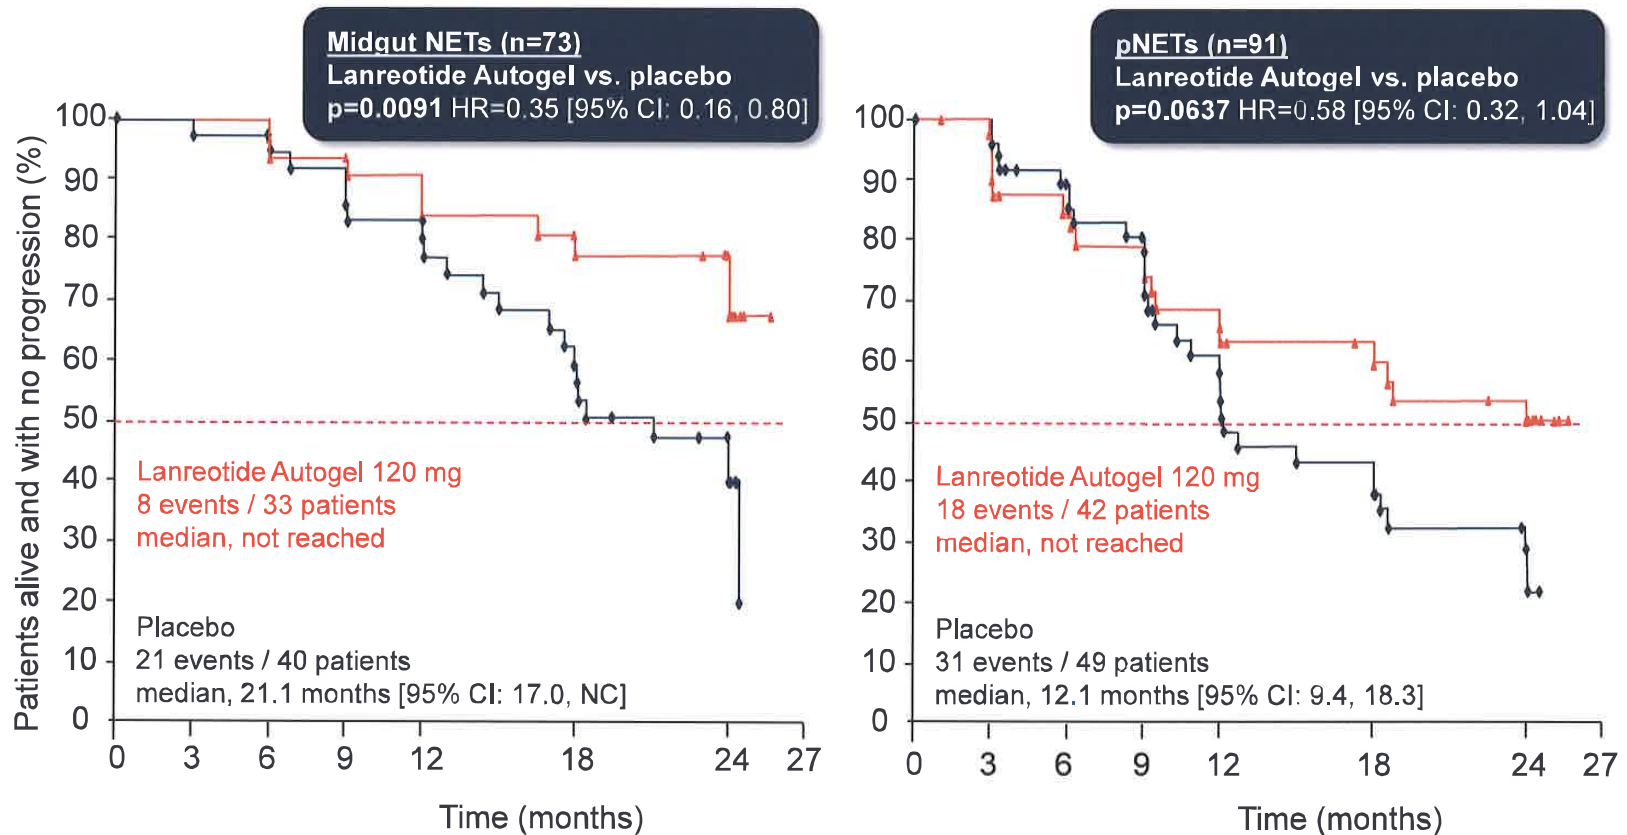 Midgut NETs (n=73)
Lanreotide Autogel vs. placebo
p=0.0091 HR=0.35 [95% CI: 0.16, 0.80]
Patients alive and with no progression (%)
100
90
80
70
60
50
40
30
20
10
0
Lanreotide Autogel 120 mg
8 events / 33 patients
median, not reached
Placebo
21 events / 40 patients
median, 21.1 months [95% CI: 17.0, NC]
0 3 6 9 12 18 24 27
Time (months)
pNETs (n=91)
Lanreotide Autogel vs. placebo
p=0.0637 HR=0.58 [95% CI: 0.32, 1.04]
100
90
80
70
60
50
40
30
20
10
0
Lanreotide Autogel 120 mg
18 events / 42 patients
median, not reached
Placebo
31 events / 49 patients
median, 12.1 months [95% CI: 9.4, 18.3]
0 3 6 9 12 18 24 27
Time (months)